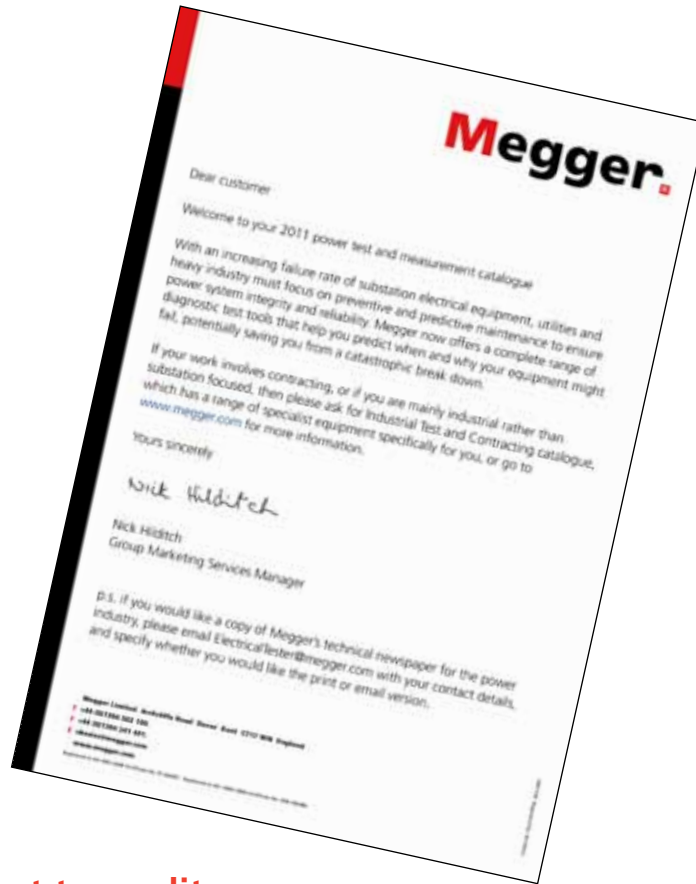 Megger
Dear customer
Welcome to your 2011 power test and measurement catalogue
With an increasing failure rate of substation electrical equipment, utilities and
heavy industry must focus on preventive and predictive maintenance to ensure
power system integrity and reliability. Megger now offers a complete range of
diagnostic test tools that help you predict when and why your equipment might
fail, potentially saving you from a catastrophic break down.
If your work involves contracting, or if you are mainly industrial rather than
substation focused, then please ask for Industrial Test and Contracting catalogue,
which has a range of specialist equipment specifically for you, or go to
www.megger.com for more information.
Yours sincerely
Nick Hilditch
Nick Hilditch
Group Marketing Services Manager
p.s. if you would like a copy of Megger's technical newspaper for the power
industry, please email ElectricalTester@megger.com with your contact details,
and specify whether you would like the print or email version.
Megger Limited Archcliffe Road Dover Kent CT17 9EN England
www.megger.com